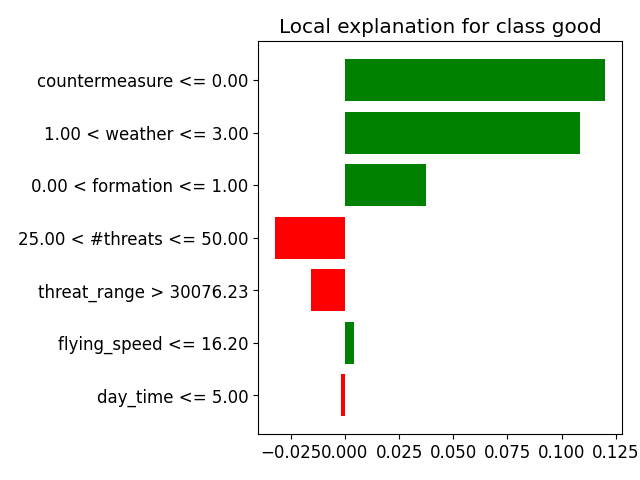 Local explanation for class good
countermeasure <= 0.00
1.00 < weather <= 3.00
0.00 < formation <= 1.00
25.00 < #threats <= 50.00
threat_range > 30076.23
flying_speed <= 16.20
day_time <= 5.00
−0.025 0.000 0.025 0.050 0.075 0.100 0.125